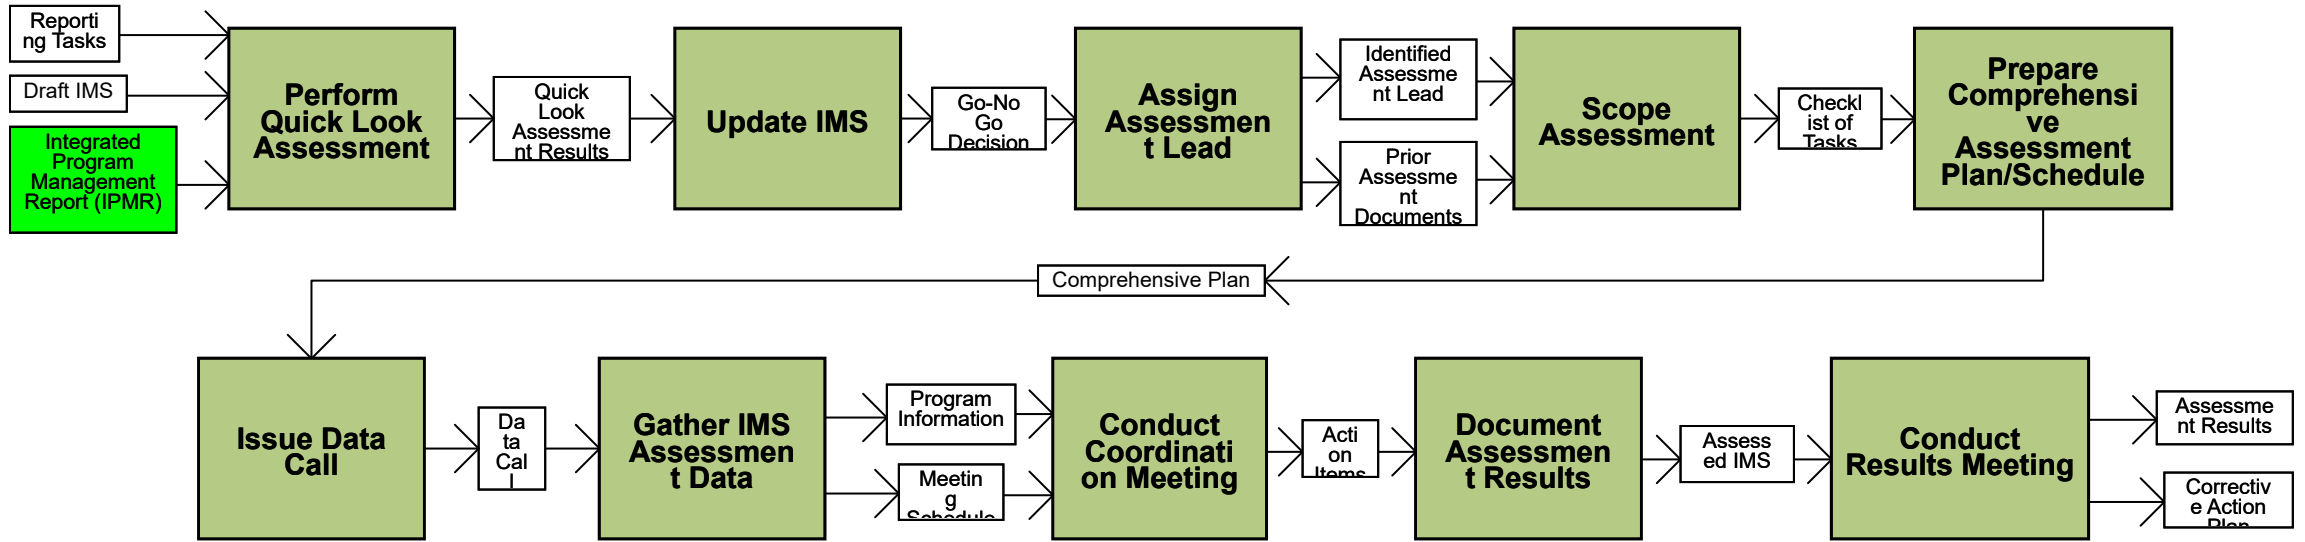 Reporti
ng Tasks
Draft IMS
Integrated
Program
Management
Report (IPMR)
Perform
Quick Look
Assessment
Quick
Look
Assessme
nt Results
Update IMS
Go-No
Go
Decision
Assign
Assessmen
t Lead
Identified
Assessme
nt Lead
Prior
Assessme
nt
Documents
Scope
Assessment
Checkl
ist of
Tasks
Prepare
Comprehensi
ve
Assessment
Plan/Schedule
Comprehensive Plan
Issue Data
Call
Da
ta
Cal
l
Gather IMS
Assessmen
t Data
Program
Information
Meetin
g
Schedule
Conduct
Coordinati
on Meeting
Acti
on
Items
Document
Assessmen
t Results
Assess
ed IMS
Conduct
Results Meeting
Assessme
nt Results
Correctiv
e Action
Plan